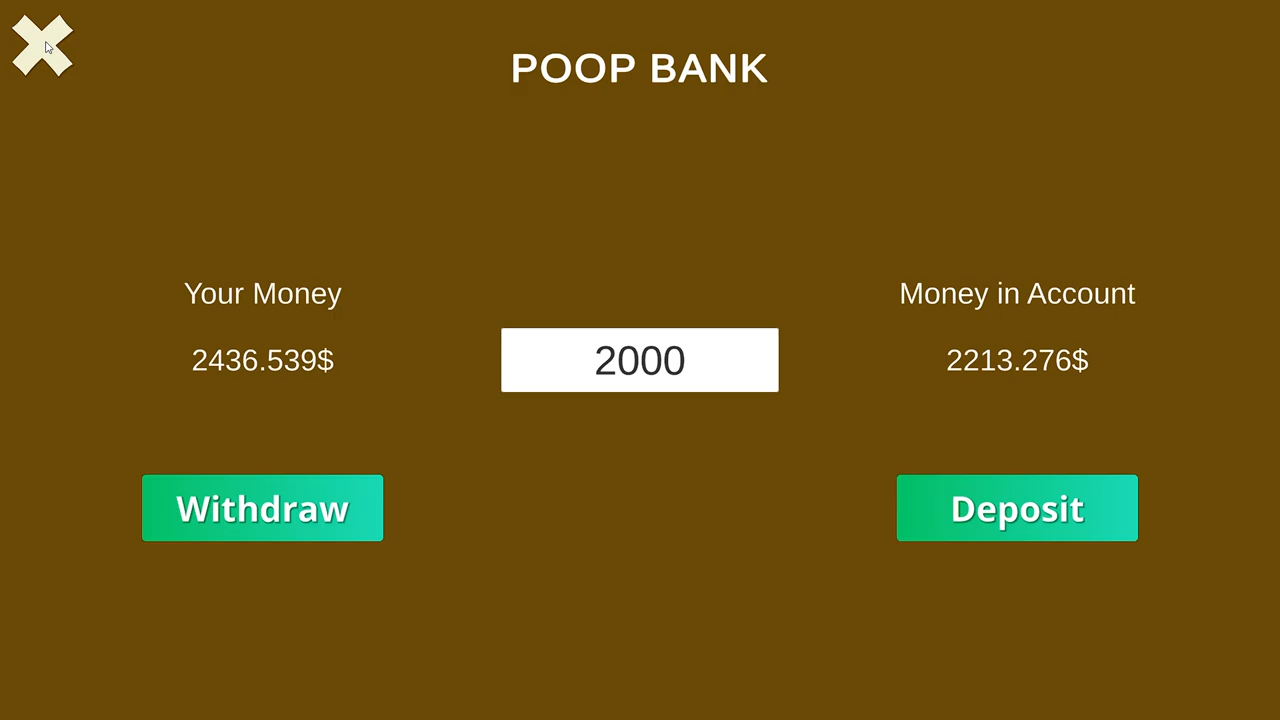 POOP BANK
Your Money
Money in Account
2436.539$
2000
2213.276$
Withdraw
Deposit